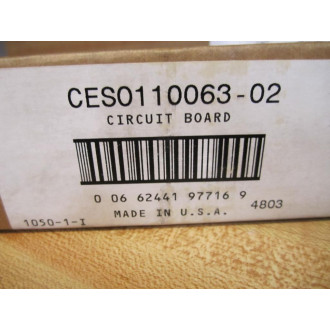 CES0110063-02
CIRCUIT BOARD
0 06 62441 97716 9
MADE IN U.S.A.
4803
1050-1-I